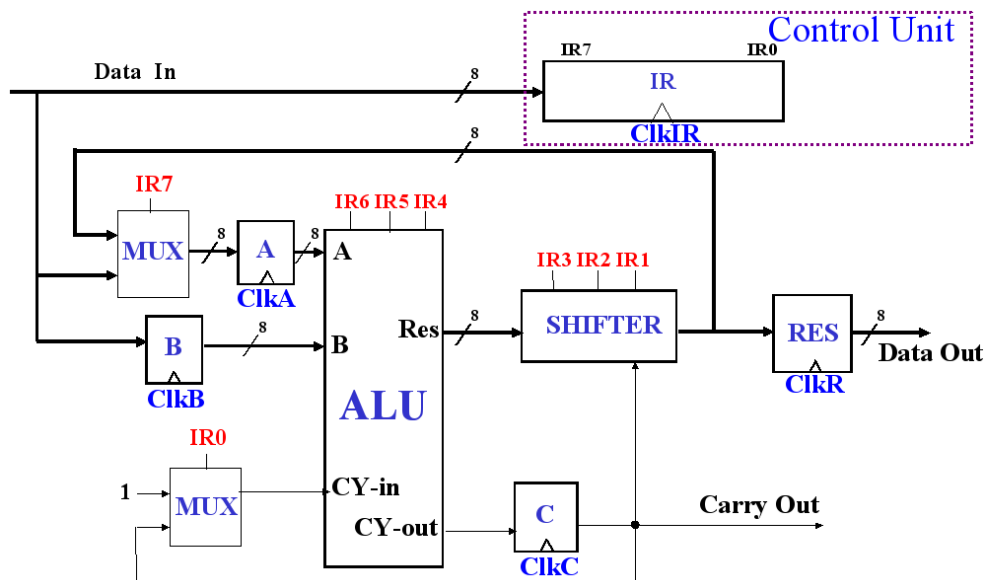 Control Unit
IR7 IR0
Data In
8
IR
ClkIR
8
IR7
IR6 IR5 IR4
MUX
8
A
8
A
ClkA
IR3 IR2 IR1
Res
8
SHIFTER
RES
8
Data Out
ClkR
B
8
B
ClkB
ALU
IR0
1
MUX
CY-in
CY-out
C
Carry Out
ClkC